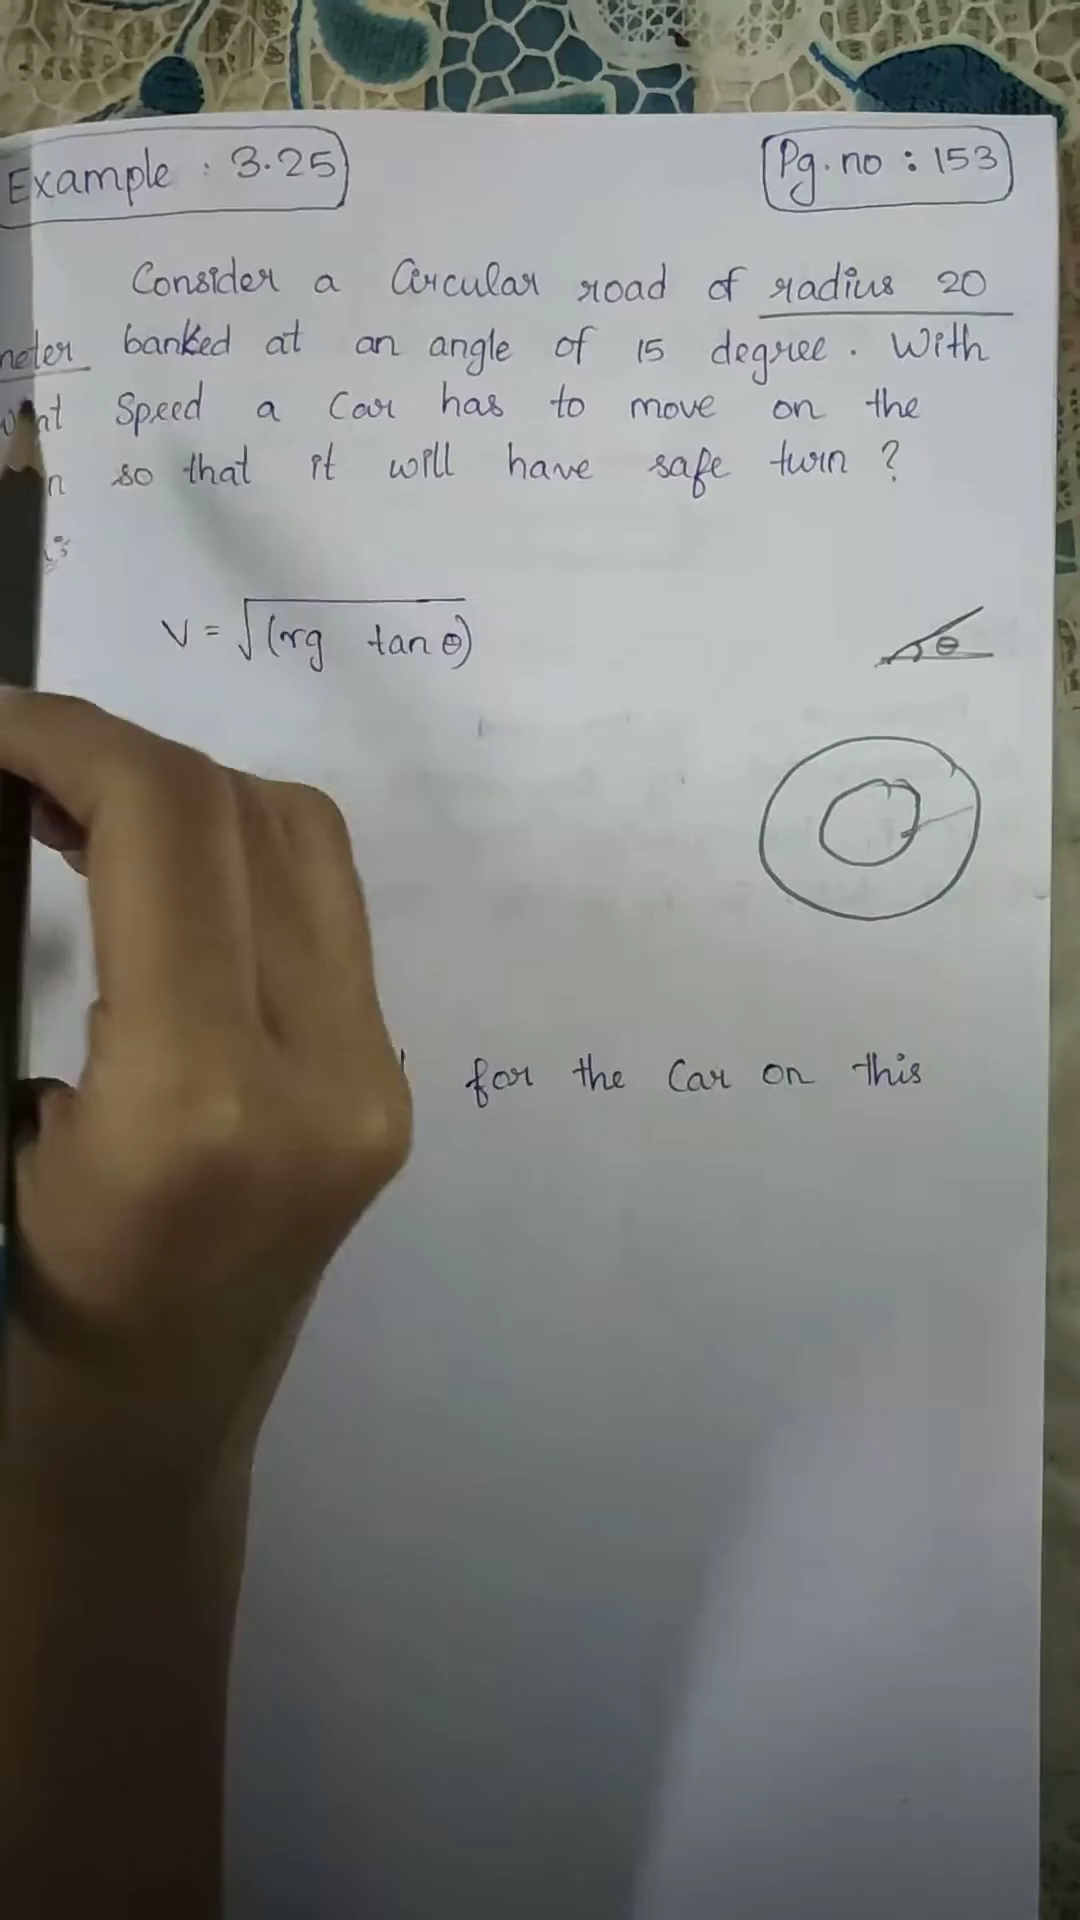 Example : 3.25
Pg. no : 153
Consider a Circular road of radius 20
meter banked at an angle of 15 degree. With
what Speed a Car has to move on the
so that it will have safe turn ?
V = √(rg tan θ)
θ
for the Car on this